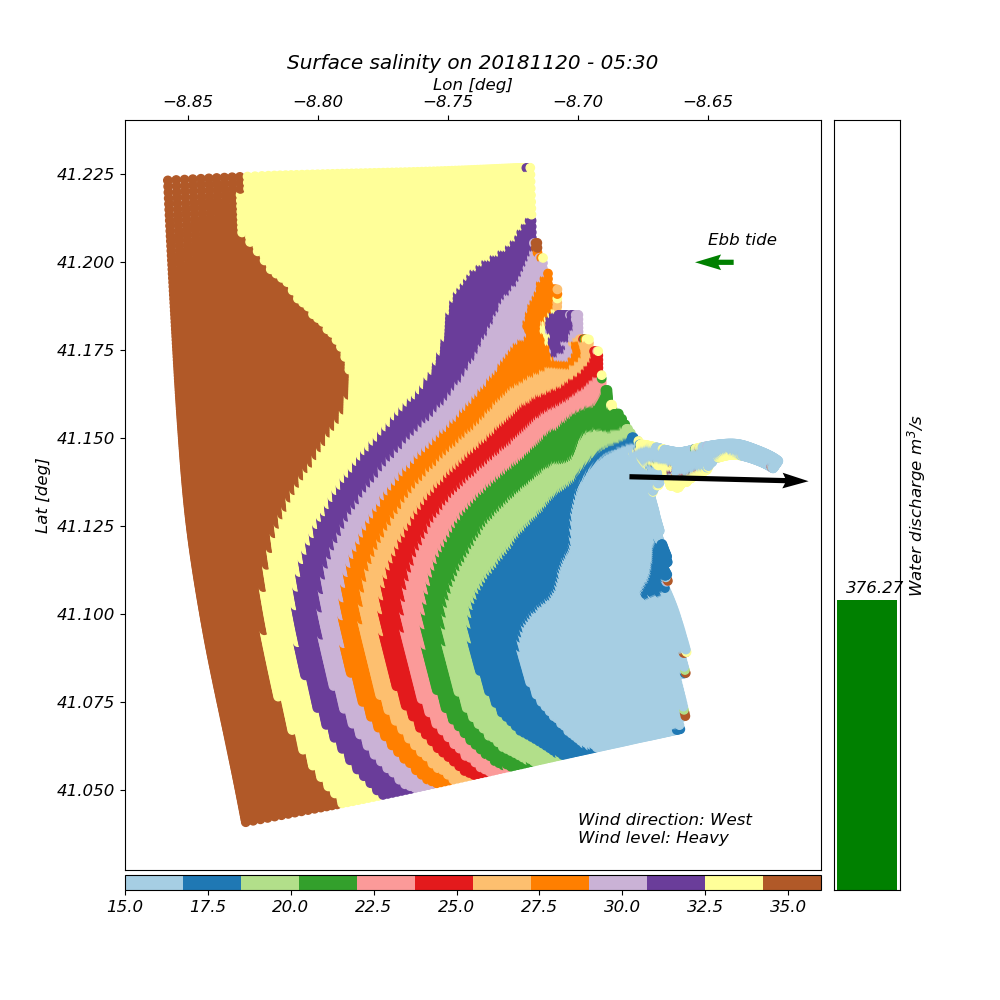 Surface salinity on 20181120 - 05:30
Lon [deg]
−8.85 −8.80 −8.75 −8.70 −8.65
41.225
41.200
41.175
41.150
41.125
41.100
41.075
41.050
Lat [deg]
Ebb tide
Wind direction: West
Wind level: Heavy
376.27
Water discharge m³/s
15.0 17.5 20.0 22.5 25.0 27.5 30.0 32.5 35.0